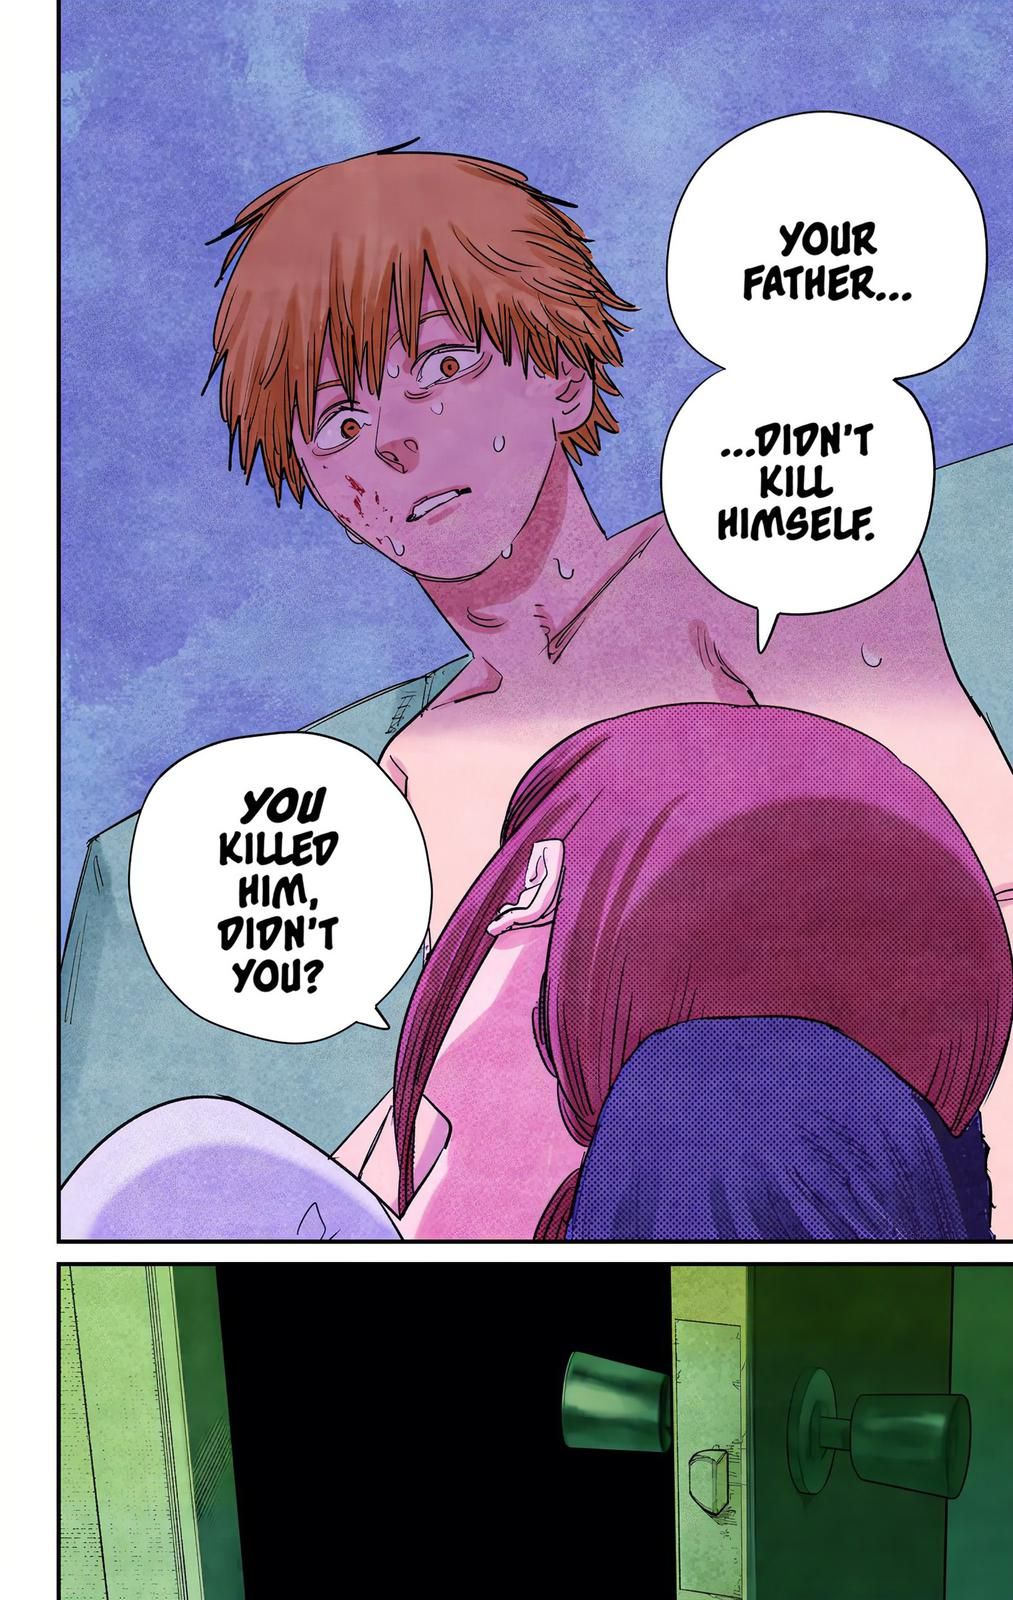 YOUR
FATHER...
...DIDN'T
KILL
HIMSELF.
YOU
KILLED
HIM,
DIDN'T
YOU?